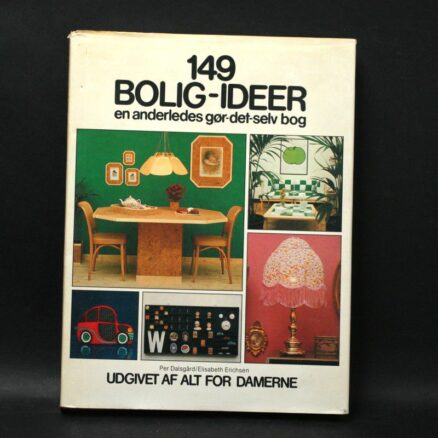 149
BOLIG-IDEER
en anderledes gør-det-selv bog
W
Per Dalsgård/Elisabeth Erichsen
UDGIVET AF ALT FOR DAMERNE